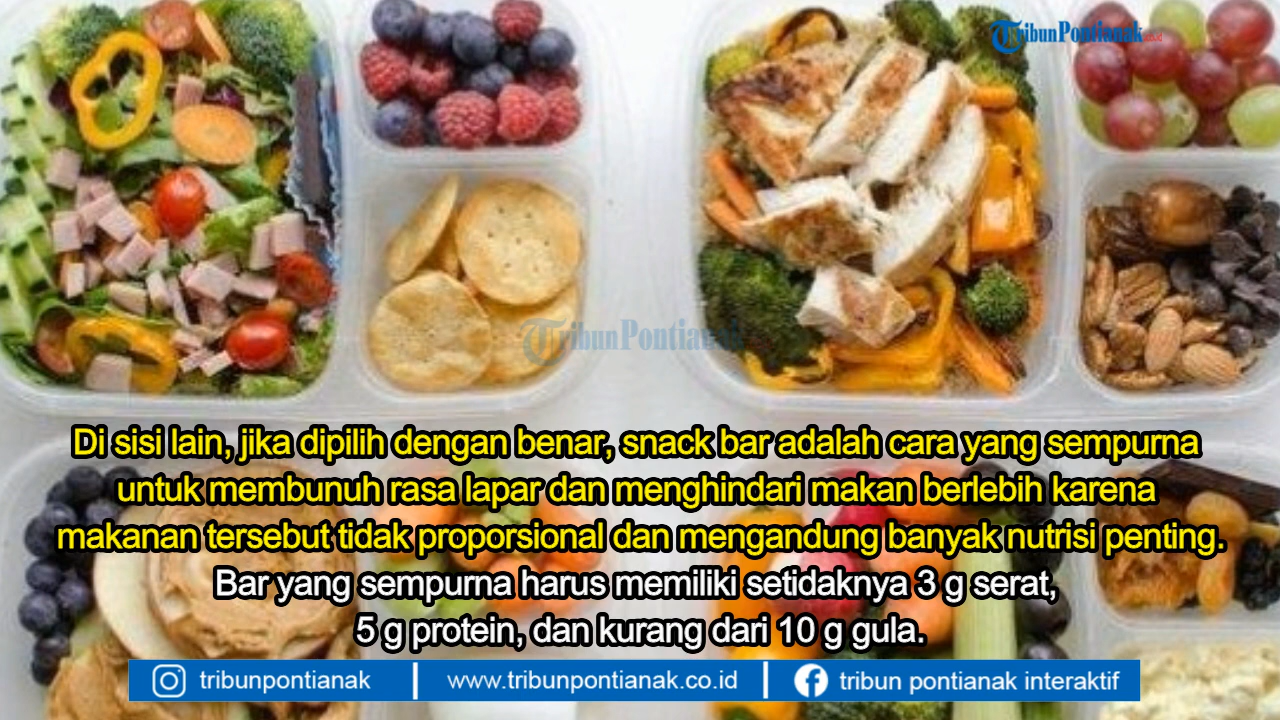 TribunPontianak.co.id
TribunPontianak
Di sisi lain, jika dipilih dengan benar, snack bar adalah cara yang sempurna
untuk membunuh rasa lapar dan menghindari makan berlebih karena
makanan tersebut tidak proporsional dan mengandung banyak nutrisi penting.
Bar yang sempurna harus memiliki setidaknya 3 g serat,
5 g protein, dan kurang dari 10 g gula.
tribunpontianak | www.tribunpontianak.co.id | tribun pontianak interaktif